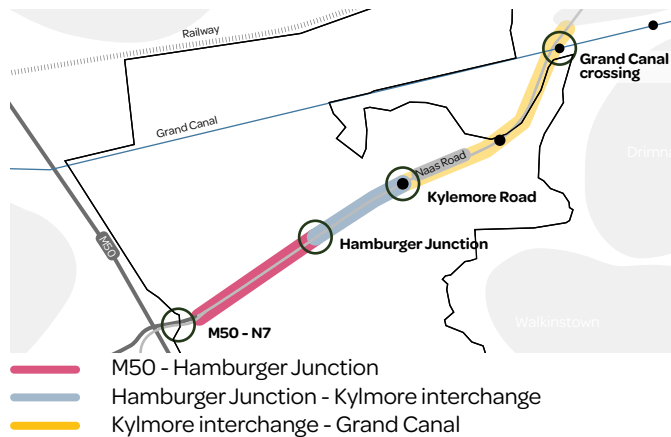 Railway
Grand Canal
crossing
Grand Canal
Drimna
Naas Road
Kylemore Road
Hamburger Junction
M50
M50 - N7
Walkinstown
M50 - Hamburger Junction
Hamburger Junction - Kylmore interchange
Kylmore interchange - Grand Canal